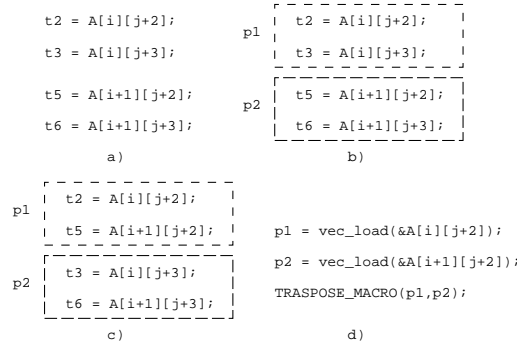 t2 = A[i][j+2];
t3 = A[i][j+3];
t5 = A[i+1][j+2];
t6 = A[i+1][j+3];
a)
p1
t2 = A[i][j+2];
t3 = A[i][j+3];
p2
t5 = A[i+1][j+2];
t6 = A[i+1][j+3];
b)
p1
t2 = A[i][j+2];
t5 = A[i+1][j+2];
p2
t3 = A[i][j+3];
t6 = A[i+1][j+3];
c)
p1 = vec_load(&A[i][j+2]);
p2 = vec_load(&A[i+1][j+2]);
TRASPOSE_MACRO(p1,p2);
d)